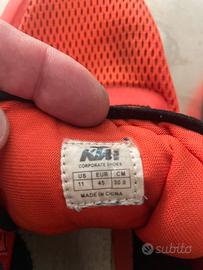 KTM
CORPORATE SHOES
US EUR CM
11 45 30.0
MADE IN CHINA
subito